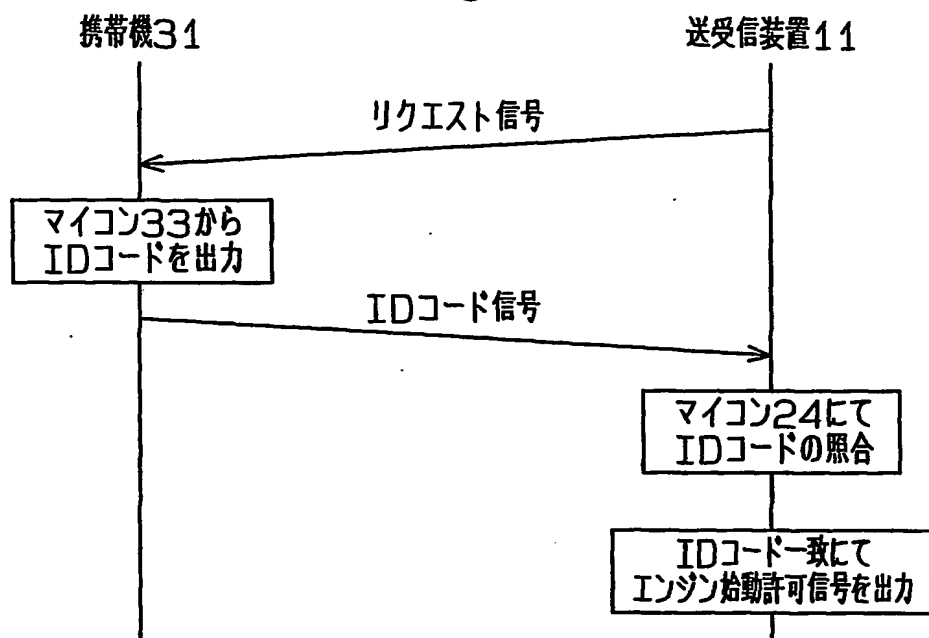 携帯機31
送受信装置11
リクエスト信号
マイコン33から
IDコードを出力
IDコード信号
マイコン24にて
IDコードの照合
IDコード一致にて
エンジン始動許可信号を出力